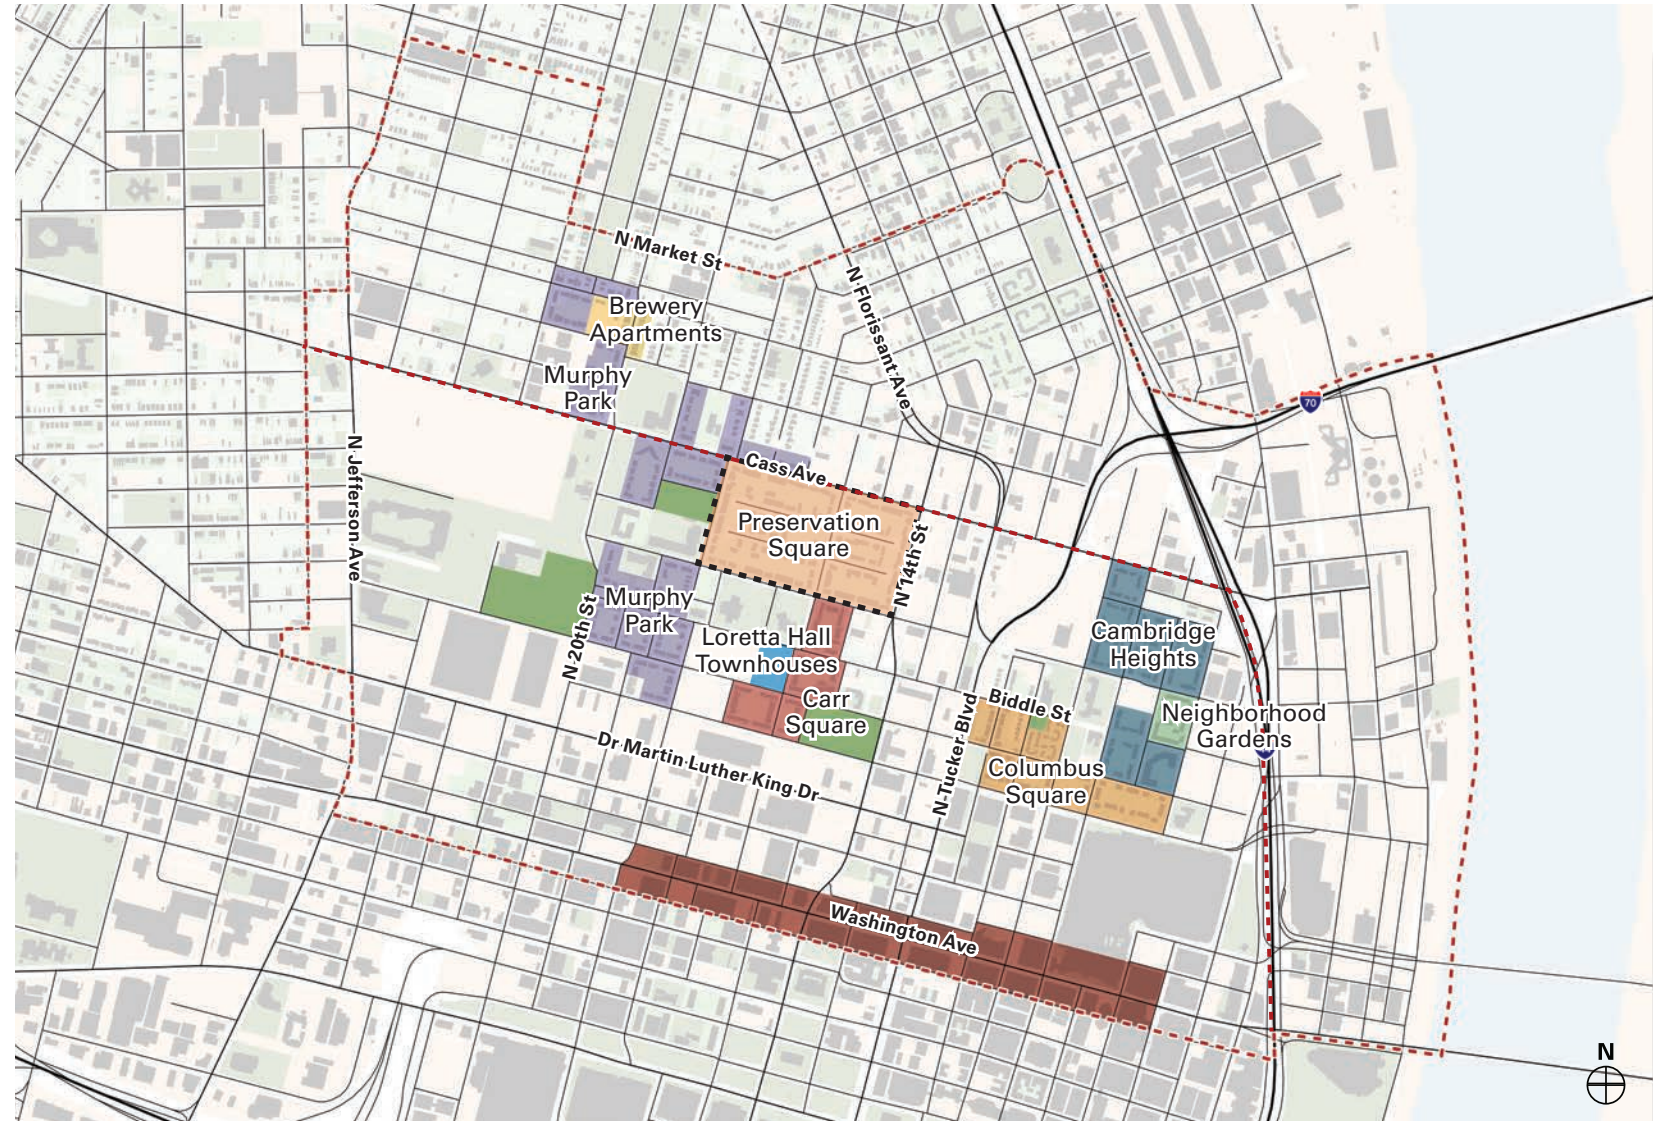 N Market St
N Florissant Ave
Brewery
Apartments
Murphy
Park
70
N Jefferson Ave
Cass Ave
Preservation
Square
N 14th St
N 20th St
Murphy
Park
Loretta Hall
Townhouses
Cambridge
Heights
Carr
Square
Biddle St
N Tucker Blvd
Neighborhood
Gardens
Dr Martin Luther King Dr
Columbus
Square
Washington Ave
N